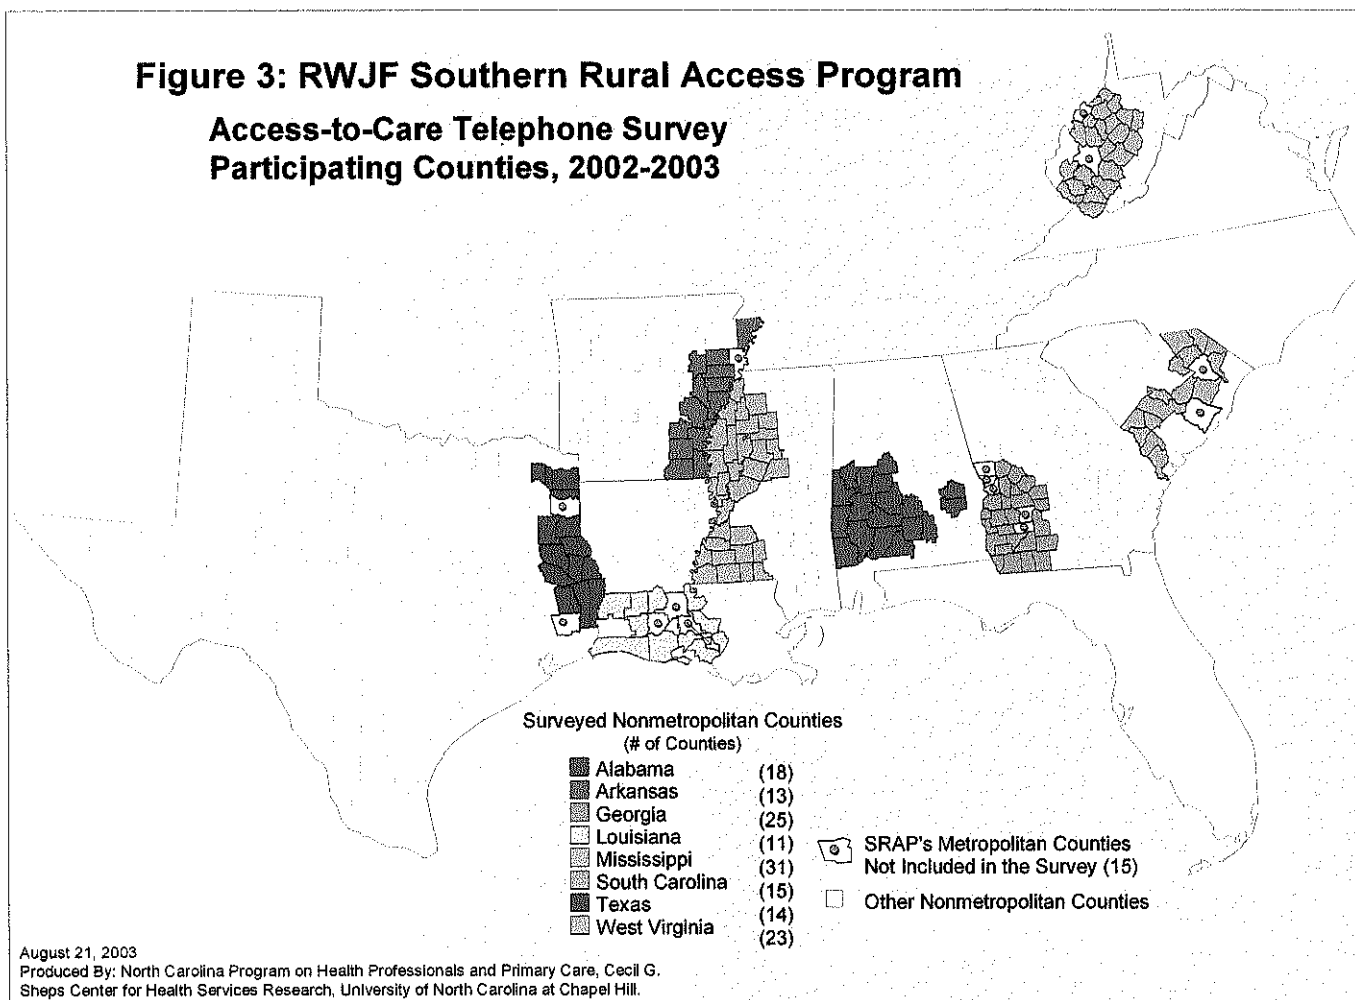 Figure 3: RWJF Southern Rural Access Program
Access-to-Care Telephone Survey
Participating Counties, 2002-2003
Surveyed Nonmetropolitan Counties
(# of Counties)
Alabama (18)
Arkansas (13)
Georgia (25)
Louisiana (11)
Mississippi (31)
South Carolina (15)
Texas (14)
West Virginia (23)
SRAP's Metropolitan Counties
Not Included in the Survey (15)
Other Nonmetropolitan Counties
August 21, 2003
Produced By: North Carolina Program on Health Professionals and Primary Care, Cecil G.
Sheps Center for Health Services Research, University of North Carolina at Chapel Hill.